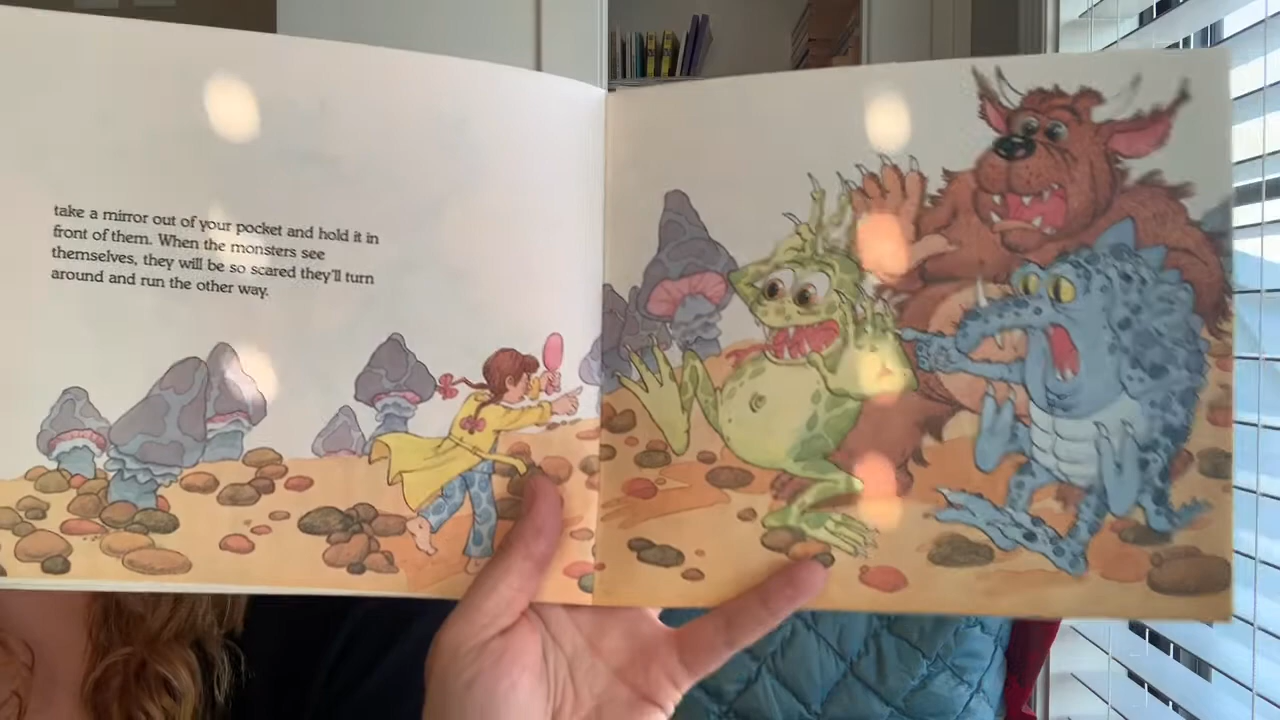 take a mirror out of your pocket and hold it in
front of them. When the monsters see
themselves, they will be so scared they'll turn
around and run the other way.